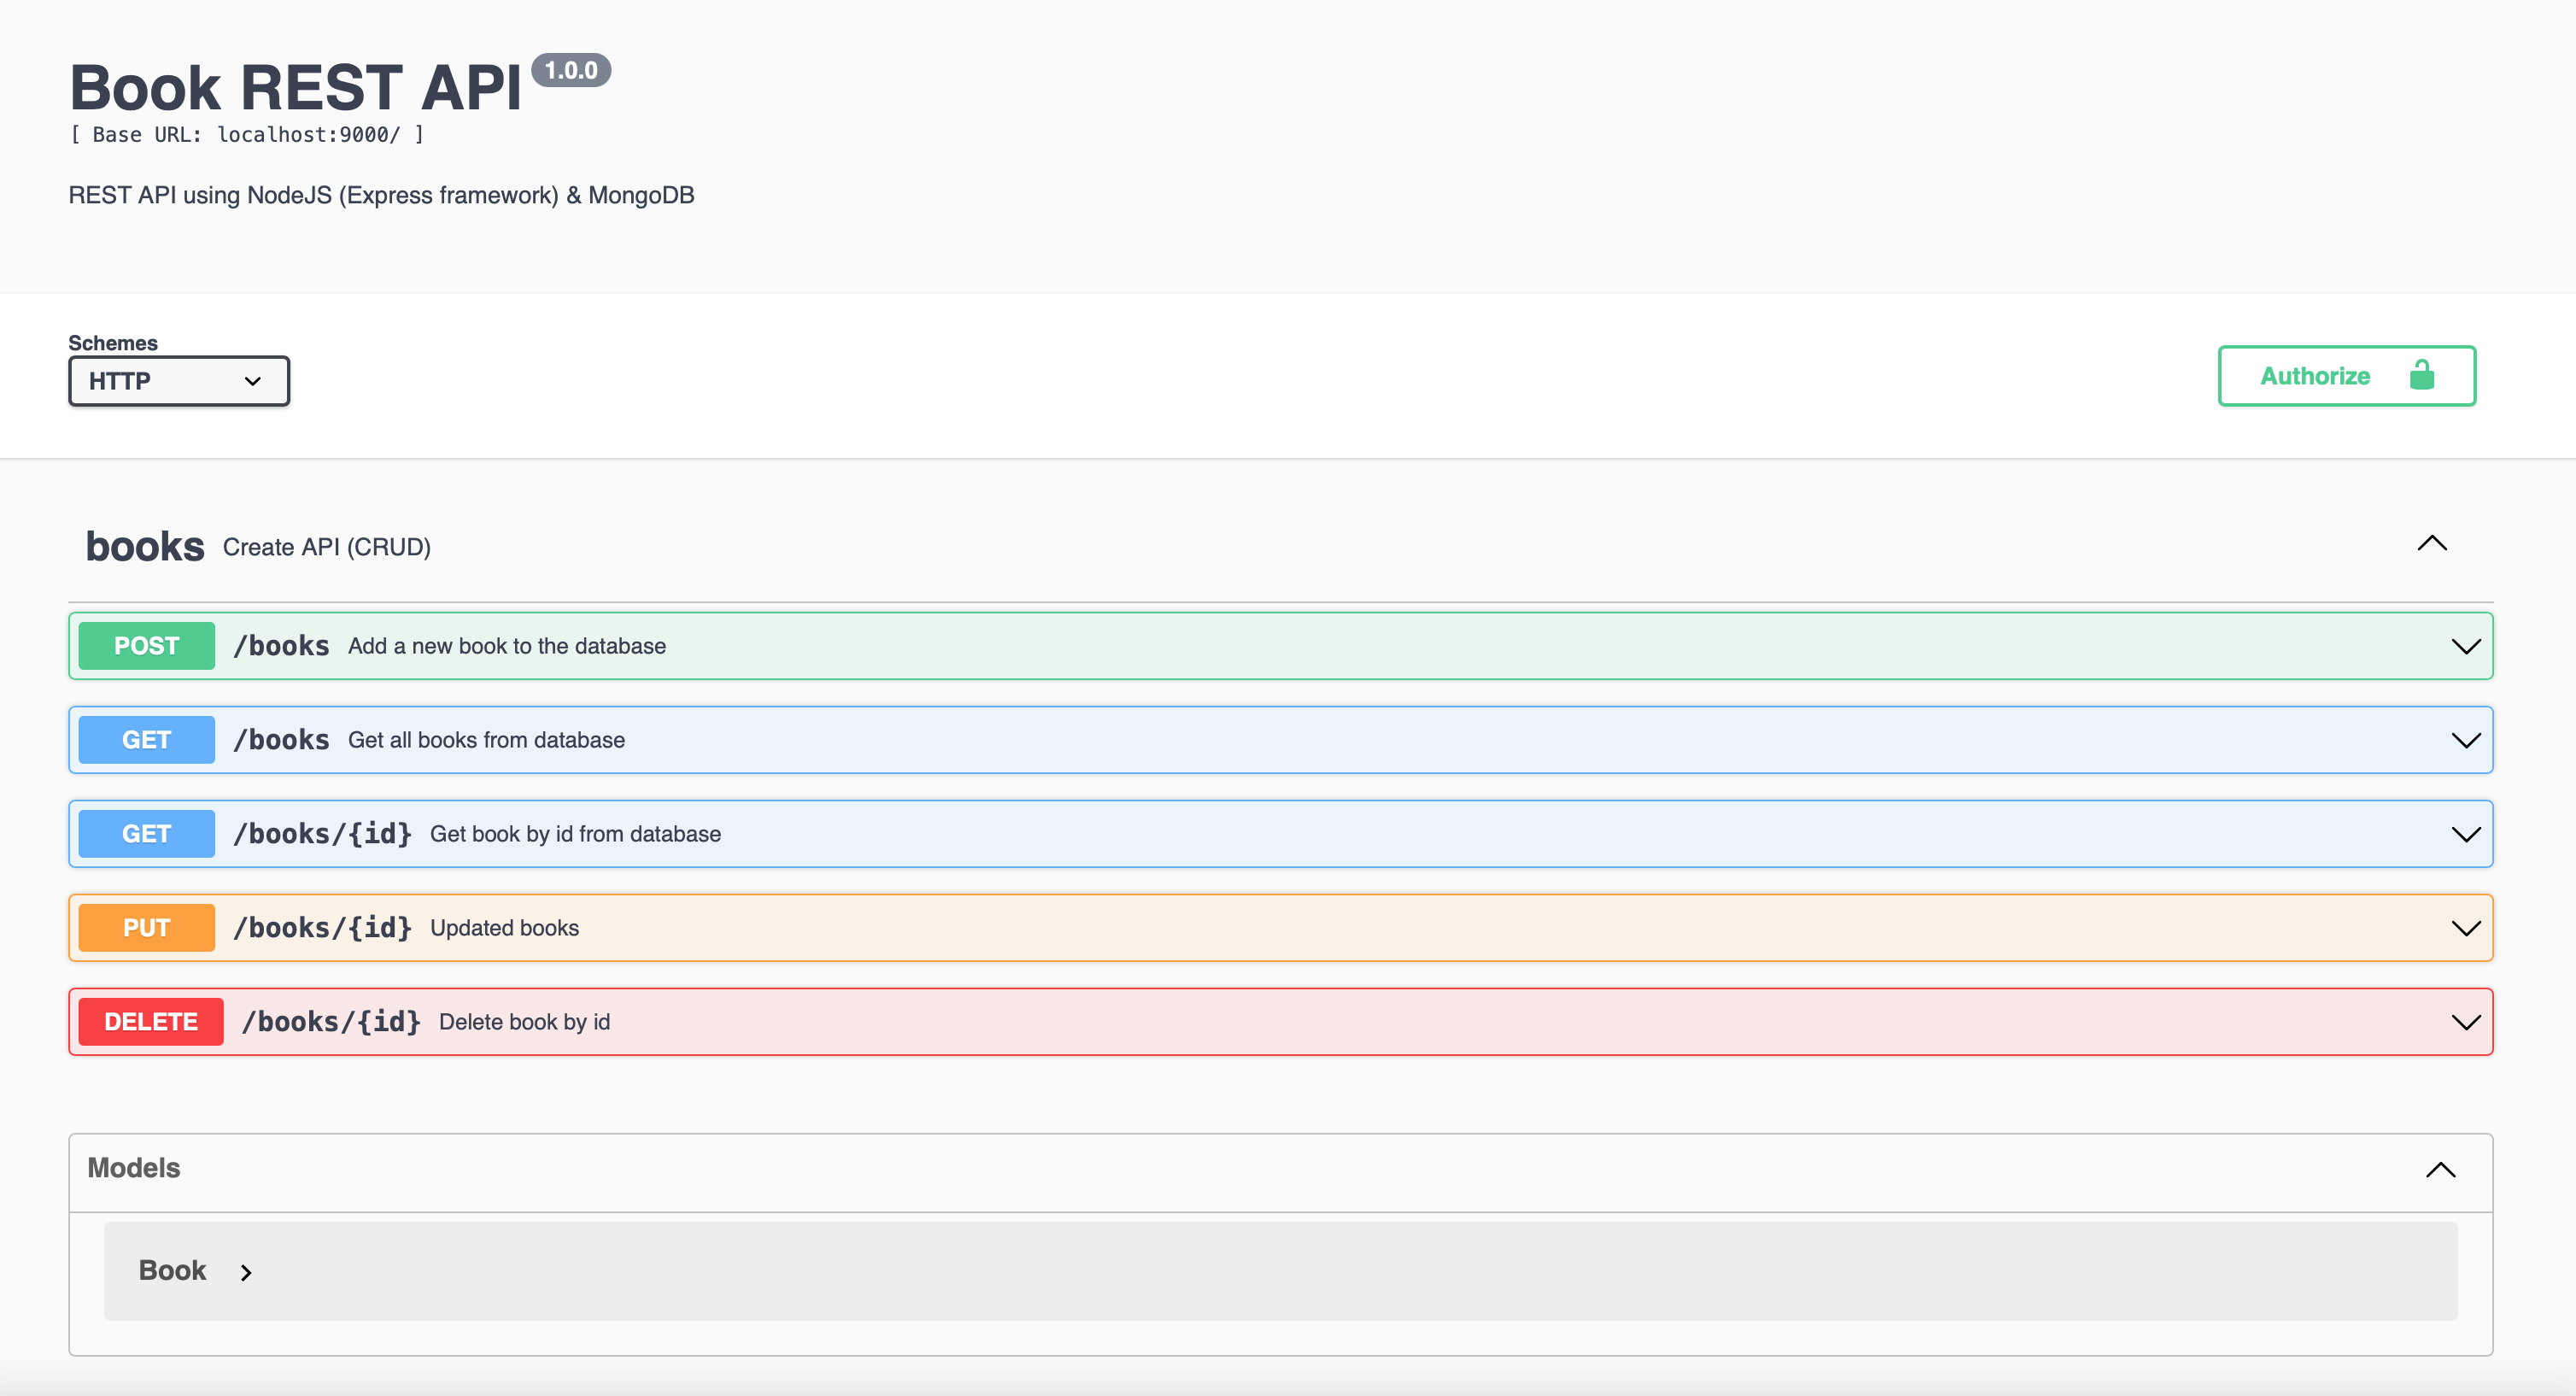 Book REST API 1.0.0
[ Base URL: localhost:9000/ ]
REST API using NodeJS (Express framework) & MongoDB
Schemes
HTTP
Authorize
books Create API (CRUD)
POST /books Add a new book to the database
GET /books Get all books from database
GET /books/{id} Get book by id from database
PUT /books/{id} Updated books
DELETE /books/{id} Delete book by id
Models
Book